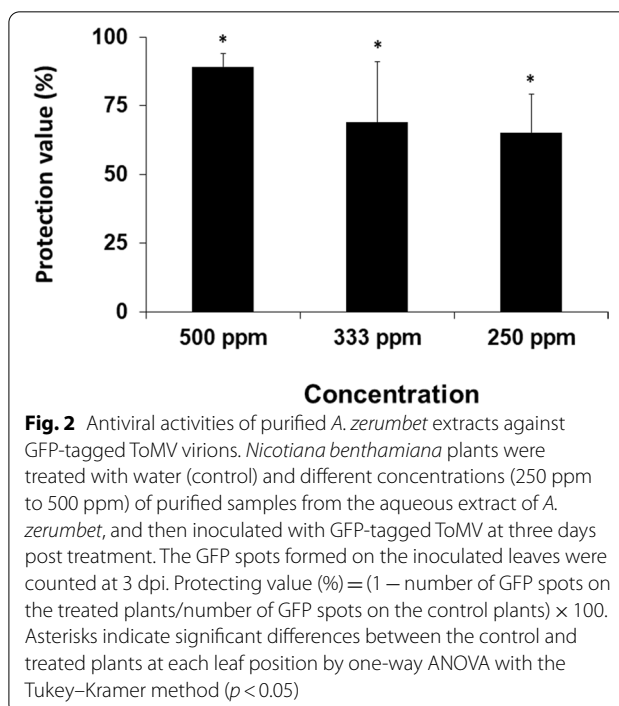 100
75
50
25
0
Protection value (%)
*
*
*
500 ppm
333 ppm
250 ppm
Concentration
Fig. 2 Antiviral activities of purified A. zerumbet extracts against
GFP-tagged ToMV virions. Nicotiana benthamiana plants were
treated with water (control) and different concentrations (250 ppm
to 500 ppm) of purified samples from the aqueous extract of A.
zerumbet, and then inoculated with GFP-tagged ToMV at three days
post treatment. The GFP spots formed on the inoculated leaves were
counted at 3 dpi. Protecting value (%) = (1 − number of GFP spots on
the treated plants/number of GFP spots on the control plants) × 100.
Asterisks indicate significant differences between the control and
treated plants at each leaf position by one-way ANOVA with the
Tukey–Kramer method (p < 0.05)